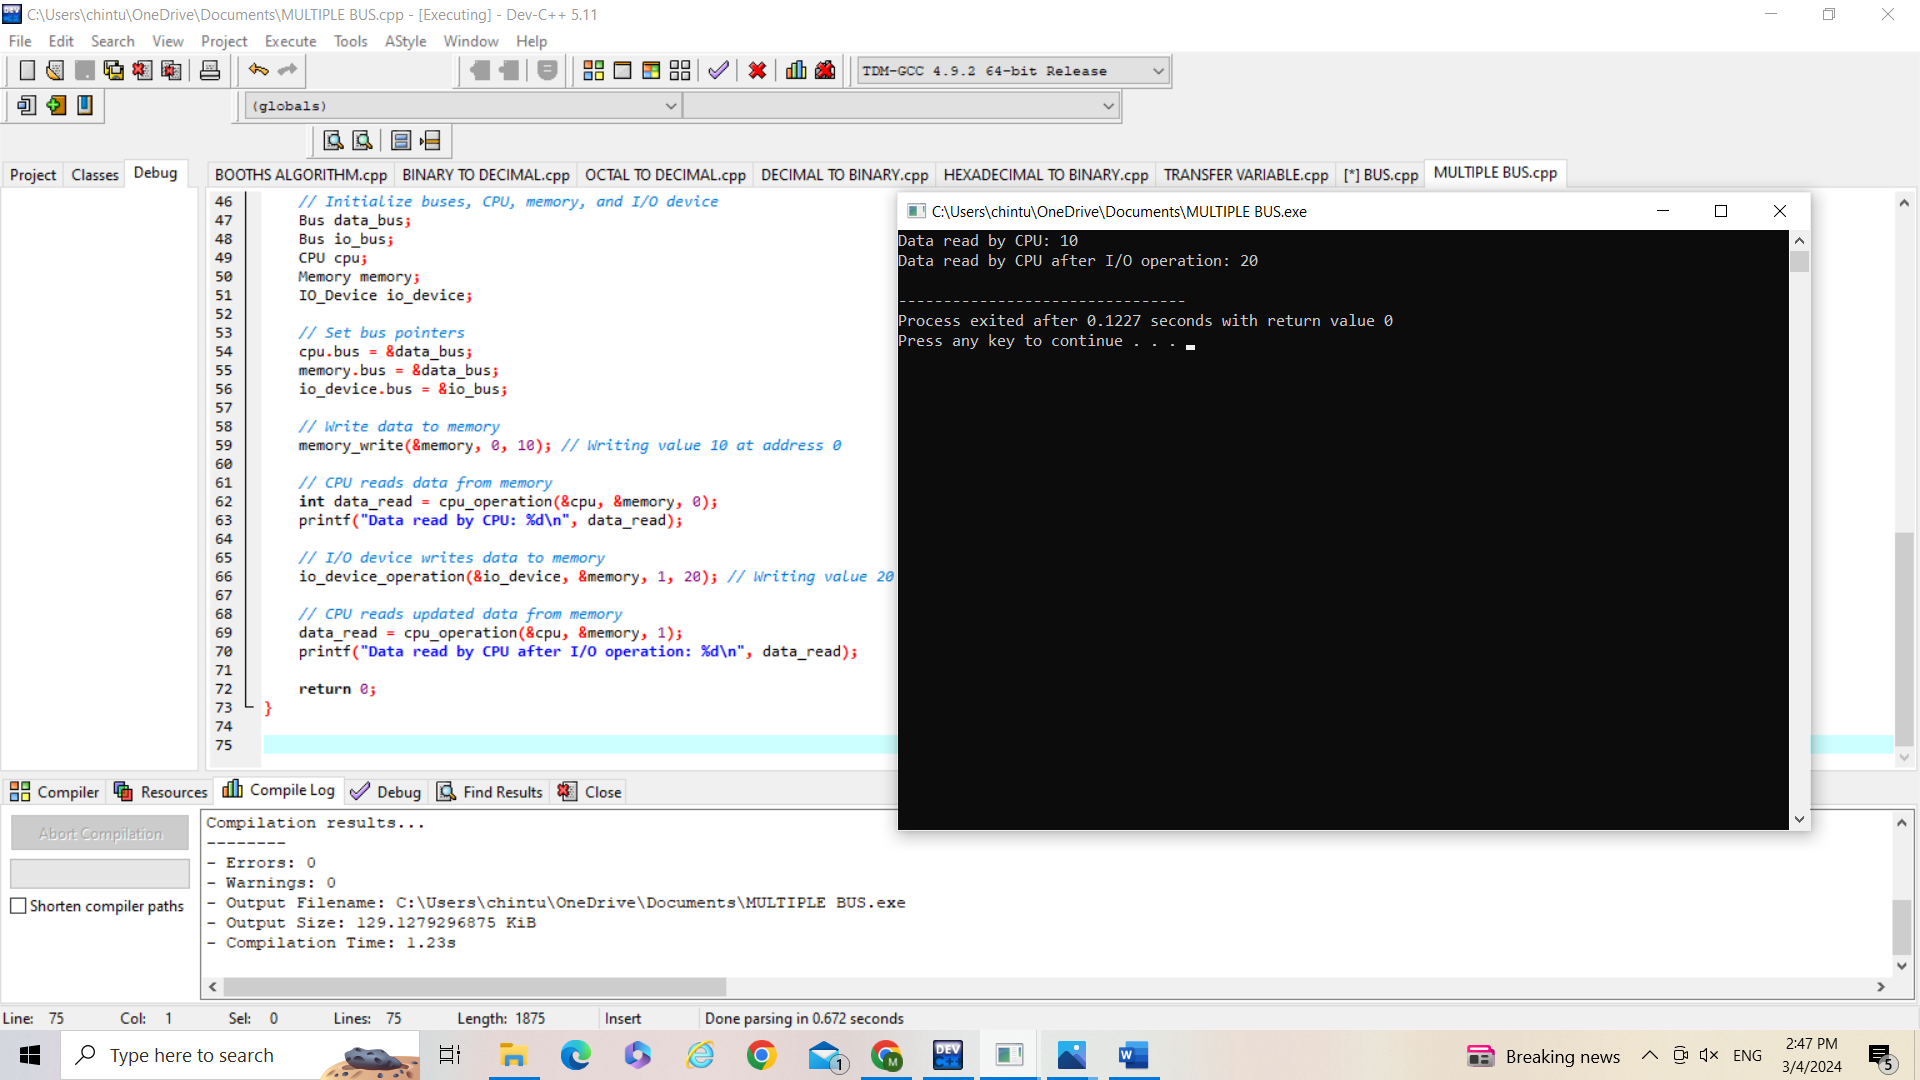 C:\Users\chintu\OneDrive\Documents\MULTIPLE BUS.cpp - [Executing] - Dev-C++ 5.11
File Edit Search View Project Execute Tools AStyle Window Help
TDM-GCC 4.9.2 64-bit Release
(globals)
Project Classes Debug
BOOTHS ALGORITHM.cpp BINARY TO DECIMAL.cpp OCTAL TO DECIMAL.cpp DECIMAL TO BINARY.cpp HEXADECIMAL TO BINARY.cpp TRANSFER VARIABLE.cpp [*] BUS.cpp MULTIPLE BUS.cpp
46 // Initialize buses, CPU, memory, and I/O device
47 Bus data_bus;
48 Bus io_bus;
49 CPU cpu;
50 Memory memory;
51 IO_Device io_device;
52
53 // Set bus pointers
54 cpu.bus = &data_bus;
55 memory.bus = &data_bus;
56 io_device.bus = &io_bus;
57
58 // Write data to memory
59 memory_write(&memory, 0, 10); // Writing value 10 at address 0
60
61 // CPU reads data from memory
62 int data_read = cpu_operation(&cpu, &memory, 0);
63 printf("Data read by CPU: %d\n", data_read);
64
65 // I/O device writes data to memory
66 io_device_operation(&io_device, &memory, 1, 20); // Writing value 20
67
68 // CPU reads updated data from memory
69 data_read = cpu_operation(&cpu, &memory, 1);
70 printf("Data read by CPU after I/O operation: %d\n", data_read);
71
72 return 0;
73 }
74
75
C:\Users\chintu\OneDrive\Documents\MULTIPLE BUS.exe
Data read by CPU: 10
Data read by CPU after I/O operation: 20
--------------------------------
Process exited after 0.1227 seconds with return value 0
Press any key to continue . . .
Compiler Resources Compile Log Debug Find Results Close
Abort Compilation
Shorten compiler paths
Compilation results...
--------
- Errors: 0
- Warnings: 0
- Output Filename: C:\Users\chintu\OneDrive\Documents\MULTIPLE BUS.exe
- Output Size: 129.1279296875 KiB
- Compilation Time: 1.23s
Line: 75 Col: 1 Sel: 0 Lines: 75 Length: 1875 Insert Done parsing in 0.672 seconds
Type here to search
DEV C++
M
W
1
Breaking news
ENG
2:47 PM
3/4/2024
5